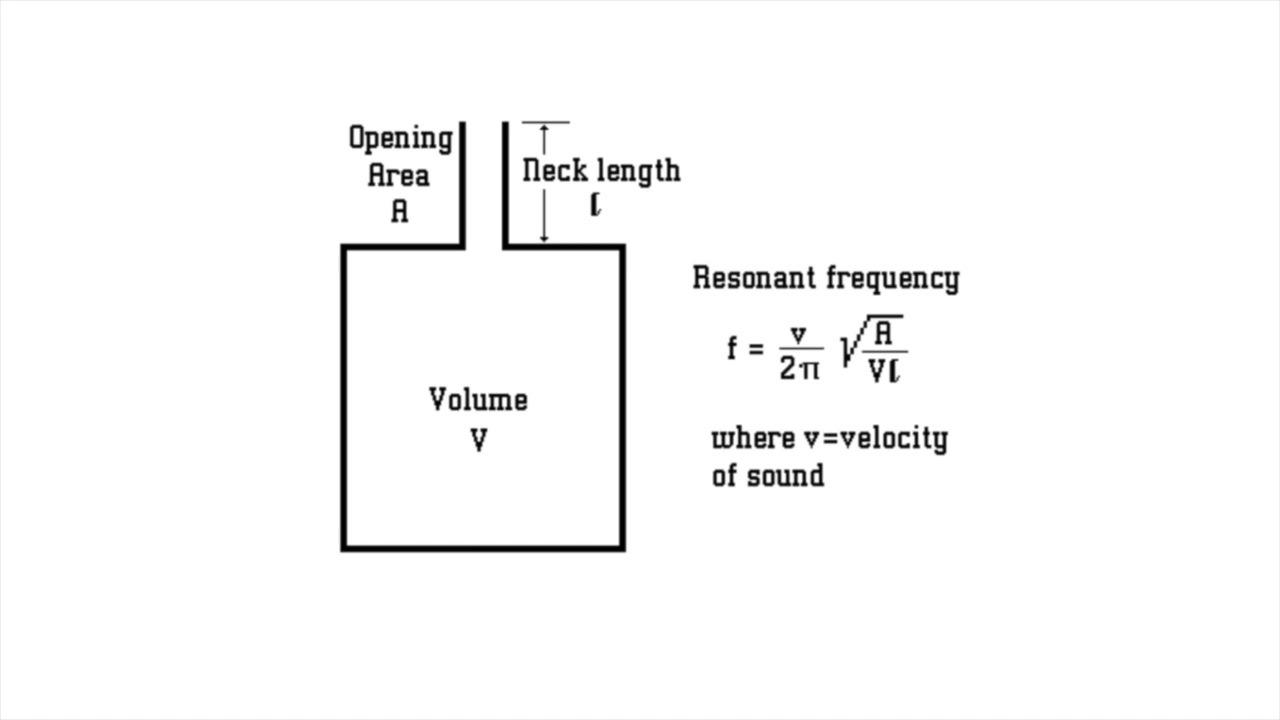 Opening
Area
A
Neck length
l
Volume
V
Resonant frequency
f = v/2π √A/Vl
where v=velocity
of sound